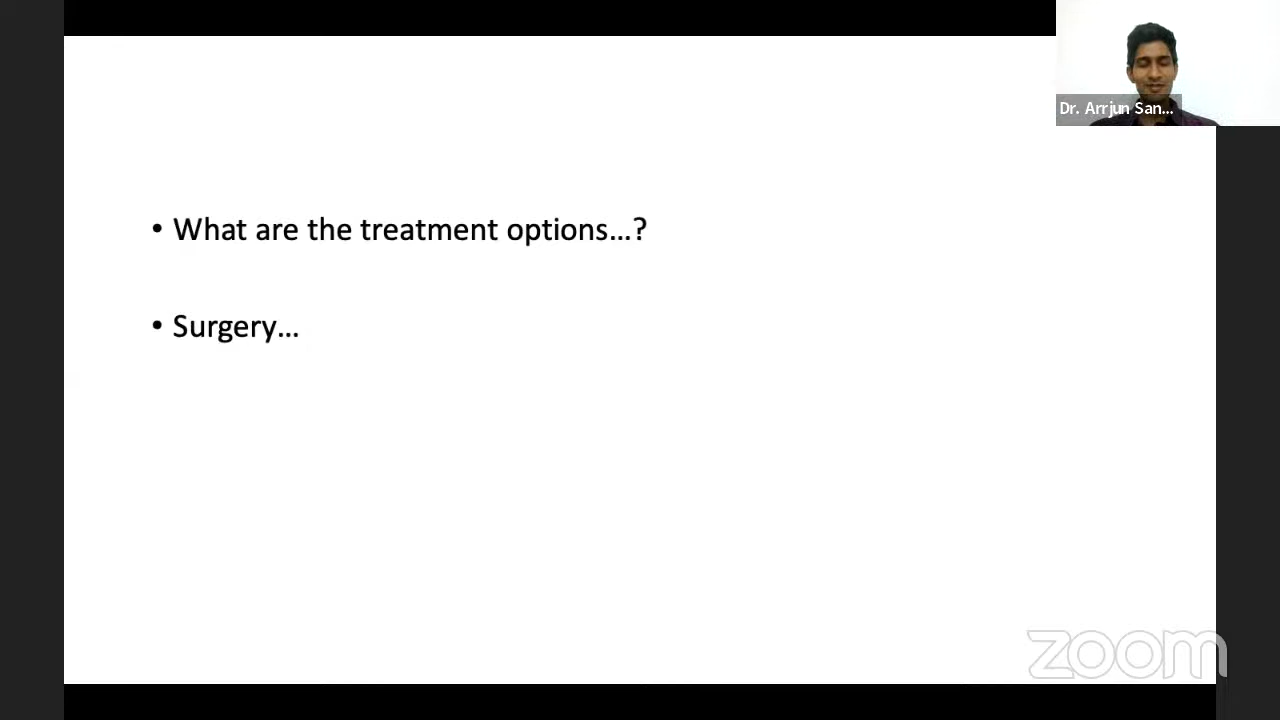 Dr. Arrjun San...
• What are the treatment options...?
• Surgery...
zoom